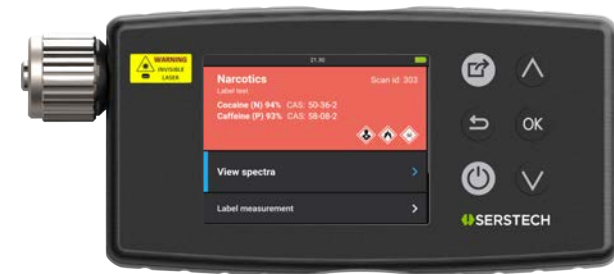 WARNING
INVISIBLE
LASER
21.30
Narcotics
Scan id: 303
Label text
Cocaine (N) 94% CAS: 50-36-2
Caffeine (P) 93% CAS: 58-08-2
View spectra
Label measurement
OK
SERSTECH